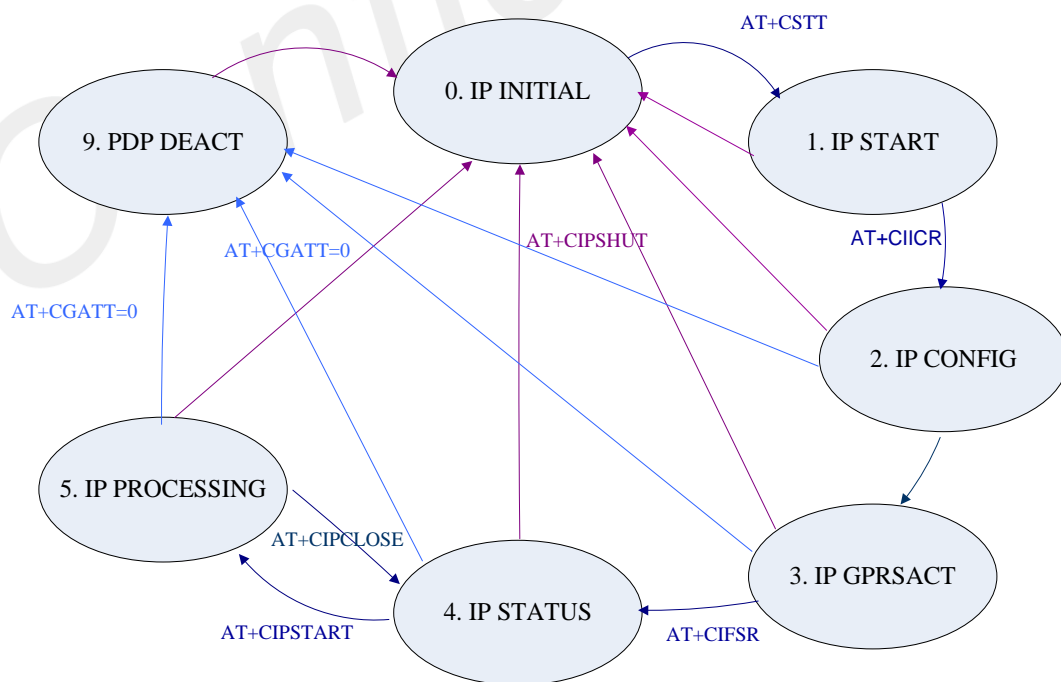 AT+CSTT
0. IP INITIAL
9. PDP DEACT
1. IP START
AT+CIPSHUT
AT+CIICR
AT+CGATT=0
AT+CGATT=0
2. IP CONFIG
5. IP PROCESSING
AT+CIPCLOSE
3. IP GPRSACT
4. IP STATUS
AT+CIPSTART
AT+CIFSR